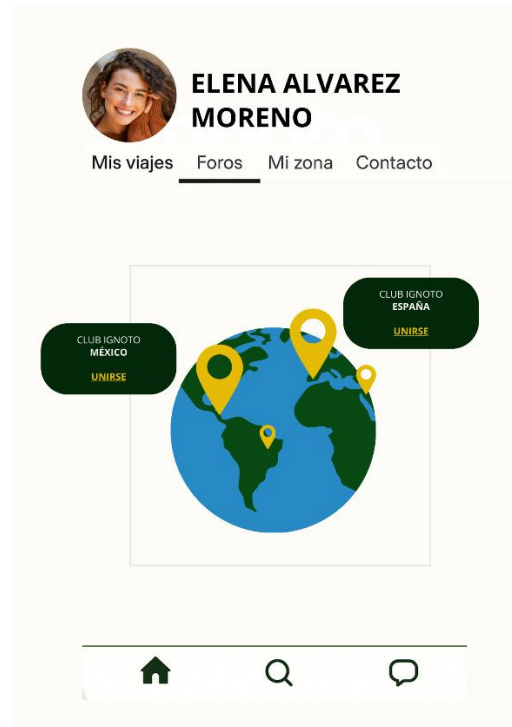 ELENA ALVAREZ
MORENO
Mis viajes Foros Mi zona Contacto
CLUB IGNOTO
ESPAÑA
UNIRSE
CLUB IGNOTO
MÉXICO
UNIRSE